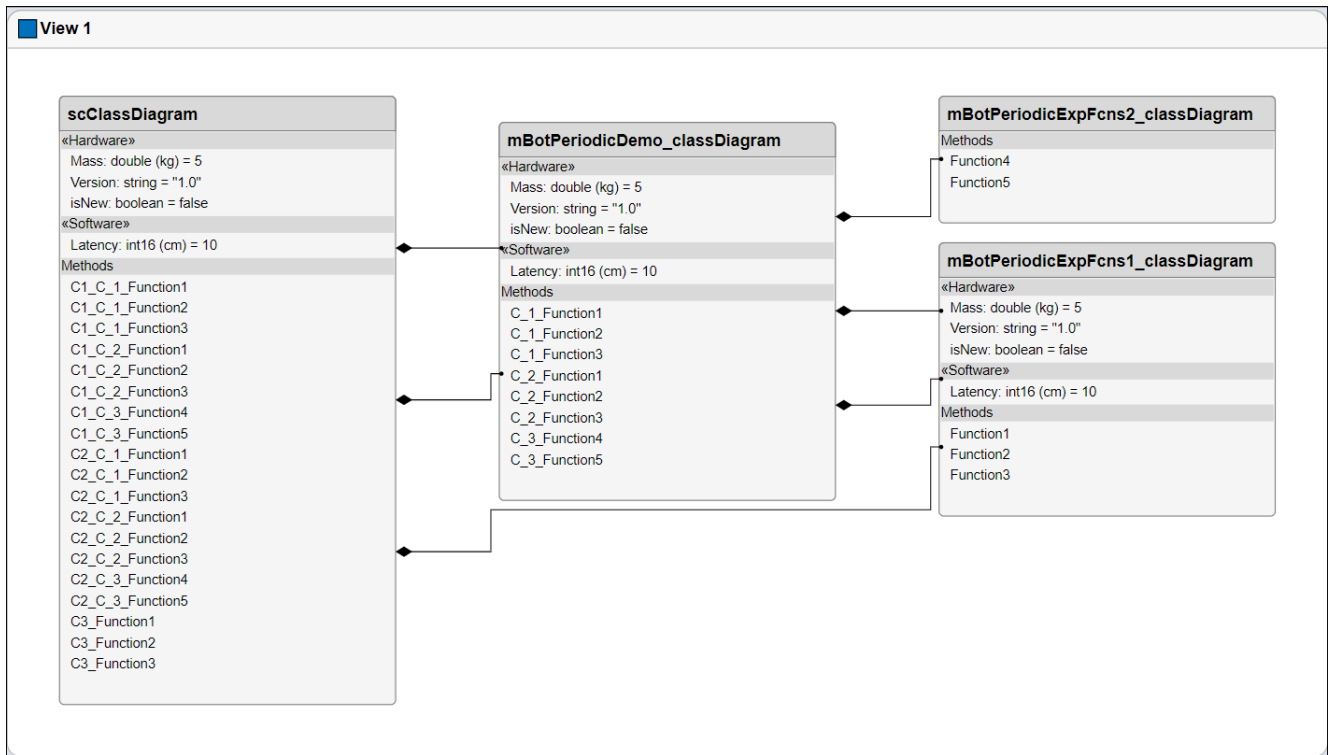 View 1
scClassDiagram
«Hardware»
Mass: double (kg) = 5
Version: string = "1.0"
isNew: boolean = false
«Software»
Latency: int16 (cm) = 10
Methods
C1_C_1_Function1
C1_C_1_Function2
C1_C_1_Function3
C1_C_2_Function1
C1_C_2_Function2
C1_C_2_Function3
C1_C_3_Function4
C1_C_3_Function5
C2_C_1_Function1
C2_C_1_Function2
C2_C_1_Function3
C2_C_2_Function1
C2_C_2_Function2
C2_C_2_Function3
C2_C_3_Function4
C2_C_3_Function5
C3_Function1
C3_Function2
C3_Function3
mBotPeriodicDemo_classDiagram
«Hardware»
Mass: double (kg) = 5
Version: string = "1.0"
isNew: boolean = false
«Software»
Latency: int16 (cm) = 10
Methods
C_1_Function1
C_1_Function2
C_1_Function3
C_2_Function1
C_2_Function2
C_2_Function3
C_3_Function4
C_3_Function5
mBotPeriodicExpFcns2_classDiagram
Methods
Function4
Function5
mBotPeriodicExpFcns1_classDiagram
«Hardware»
Mass: double (kg) = 5
Version: string = "1.0"
isNew: boolean = false
«Software»
Latency: int16 (cm) = 10
Methods
Function1
Function2
Function3